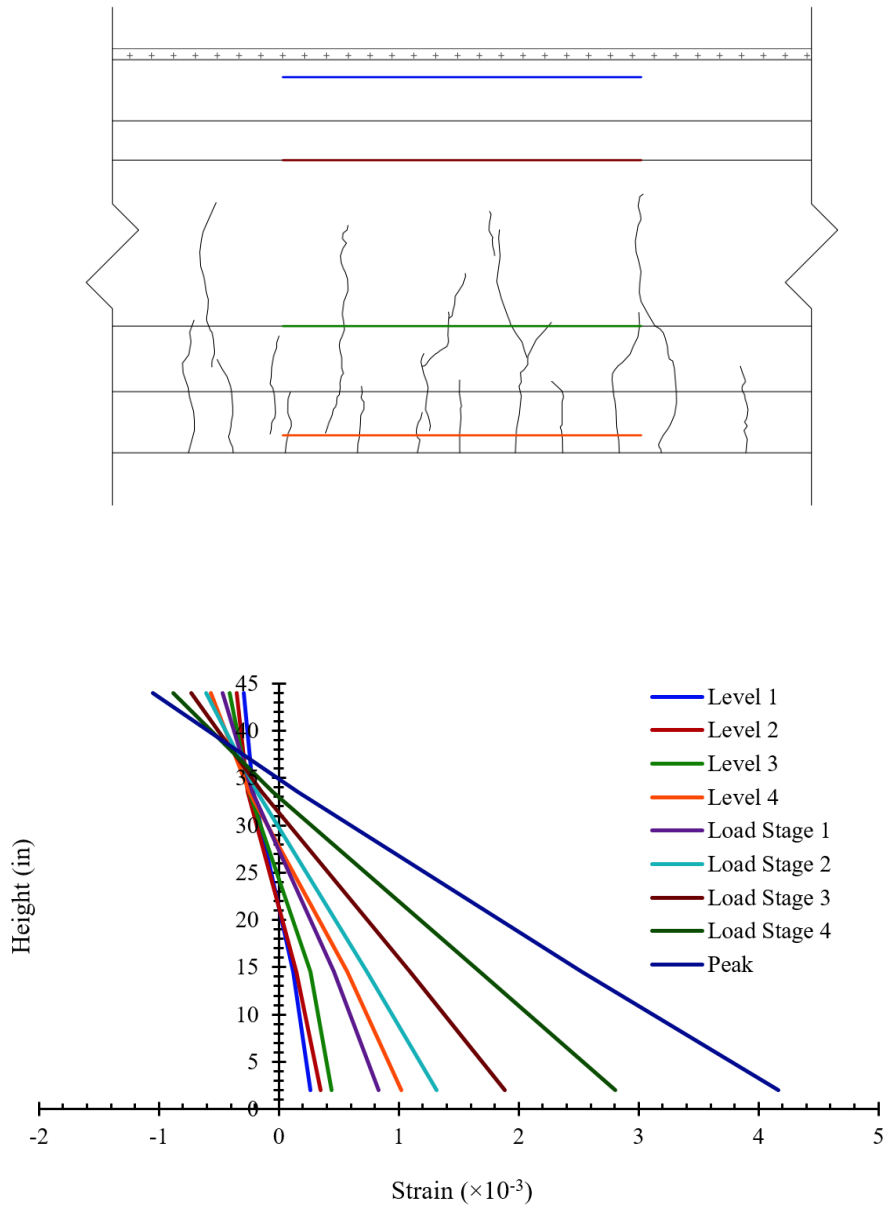 45
40
35
30
25
20
15
10
5
0
-2 -1 0 1 2 3 4 5
Height (in)
Strain (×10-3)
Level 1
Level 2
Level 3
Level 4
Load Stage 1
Load Stage 2
Load Stage 3
Load Stage 4
Peak